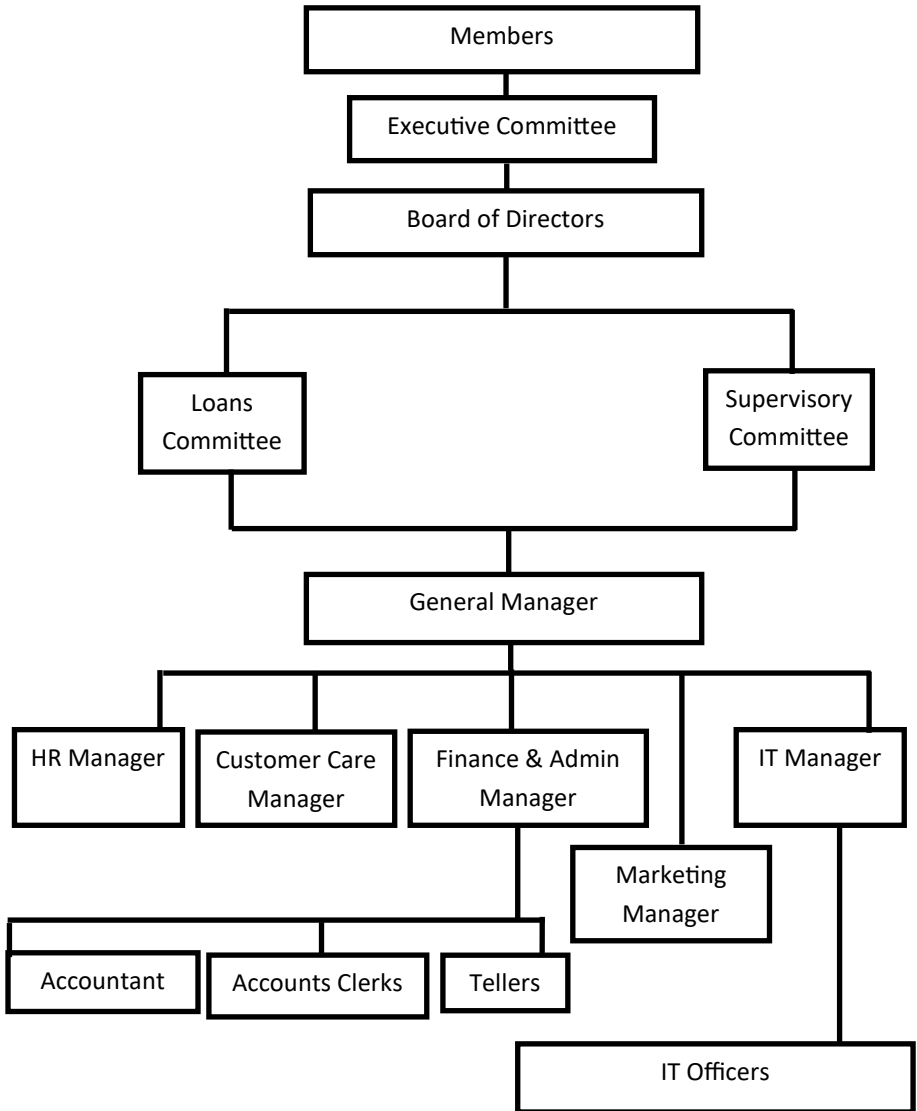 Members
Executive Committee
Board of Directors
Loans
Committee
Supervisory
Committee
General Manager
HR Manager
Customer Care
Manager
Finance & Admin
Manager
IT Manager
Marketing
Manager
Accountant
Accounts Clerks
Tellers
IT Officers